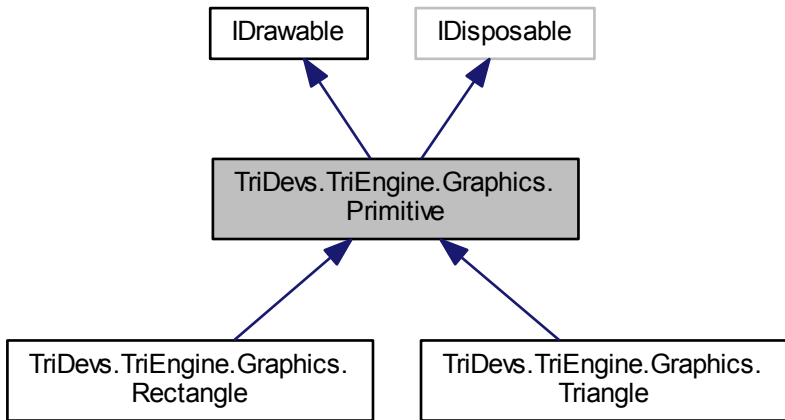 IDrawable
IDisposable
TriDevs.TriEngine.Graphics.
Primitive
TriDevs.TriEngine.Graphics.
Rectangle
TriDevs.TriEngine.Graphics.
Triangle